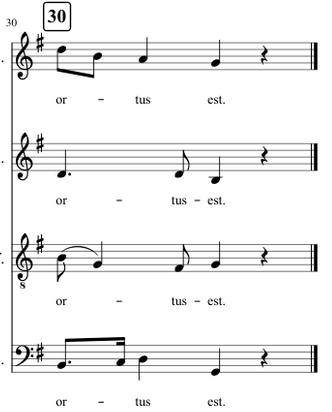 30
30
or - tus est.
or - tus - est.
or - tus - est.
or - tus est.